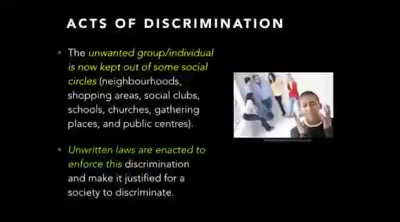 ACTS OF DISCRIMINATION
• The unwanted group/individual
is now kept out of some social
circles (neighbourhoods,
shopping areas, social clubs,
schools, churches, gathering
places, and public centres).
• Unwritten laws are enacted to
enforce this discrimination
and make it justified for a
society to discriminate.